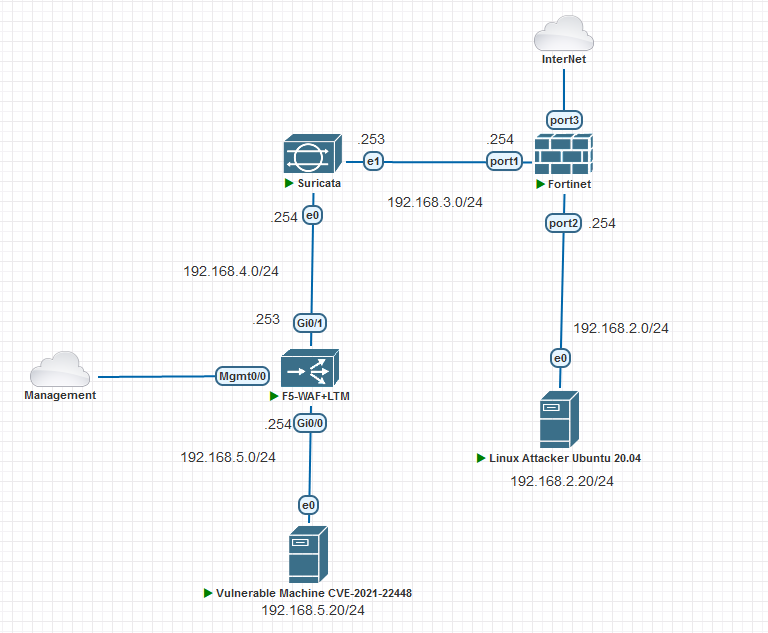 InterNet
port3
.253
.254
e1
port1
Suricata
Fortinet
192.168.3.0/24
.254
e0
port2
.254
192.168.4.0/24
.253
Gi0/1
192.168.2.0/24
e0
Mgmt0/0
Management
F5-WAF+LTM
.254
Gi0/0
192.168.5.0/24
Linux Attacker Ubuntu 20.04
192.168.2.20/24
e0
Vulnerable Machine CVE-2021-22448
192.168.5.20/24